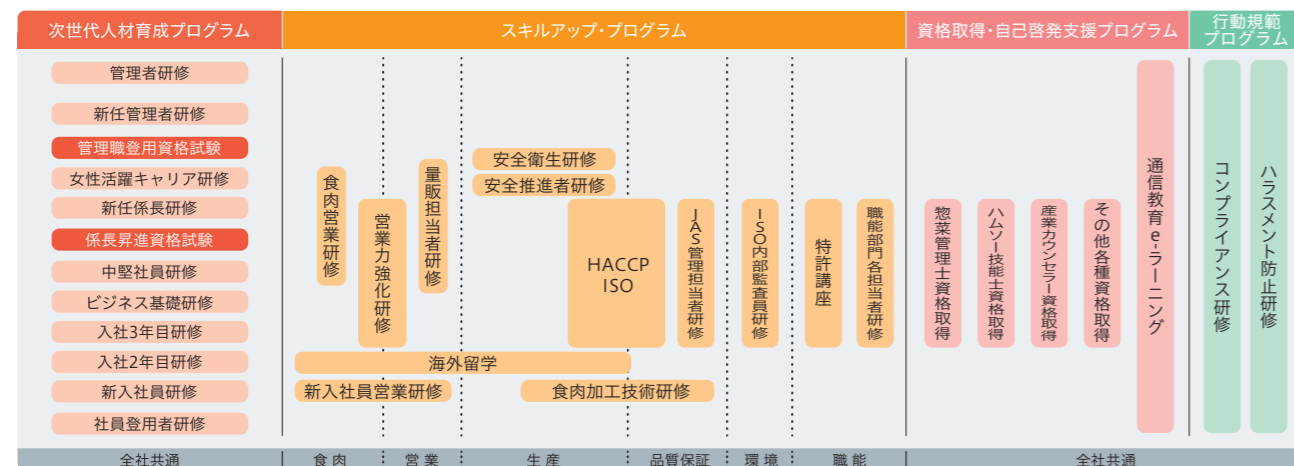 次世代人材育成プログラム
スキルアップ・プログラム
資格取得・自己啓発支援プログラム
行動規範
プログラム
管理者研修
新任管理者研修
管理職登用資格試験
女性活躍キャリア研修
新任係長研修
係長昇進資格試験
中堅社員研修
ビジネス基礎研修
入社3年目研修
入社2年目研修
新入社員研修
社員登用者研修
食肉営業研修
営業力強化研修
量販担当者研修
安全衛生研修
安全推進者研修
HACCP
ISO
JAS管理担当者研修
ISO内部監査員研修
特許講座
職能部門各担当者研修
海外留学
新入社員営業研修
食肉加工技術研修
惣菜管理士資格取得
ハムソー技能士資格取得
産業カウンセラー資格取得
その他各種資格取得
通信教育e-ラーニング
コンプライアンス研修
ハラスメント防止研修
全社共通
食肉
営業
生産
品質保証
環境
職能
全社共通